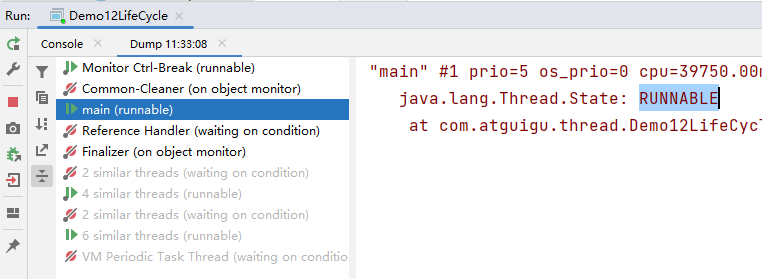 Run: Demo12LifeCycle
Console Dump 11:33:08
Monitor Ctrl-Break (runnable)
Common-Cleaner (on object monitor)
main (runnable)
Reference Handler (waiting on condition)
Finalizer (on object monitor)
2 similar threads (waiting on condition)
4 similar threads (runnable)
2 similar threads (waiting on condition)
6 similar threads (runnable)
VM Periodic Task Thread (waiting on conditio
"main" #1 prio=5 os_prio=0 cpu=39750.00
java.lang.Thread.State: RUNNABLE
at com.atguigu.thread.Demo12LifeCyc